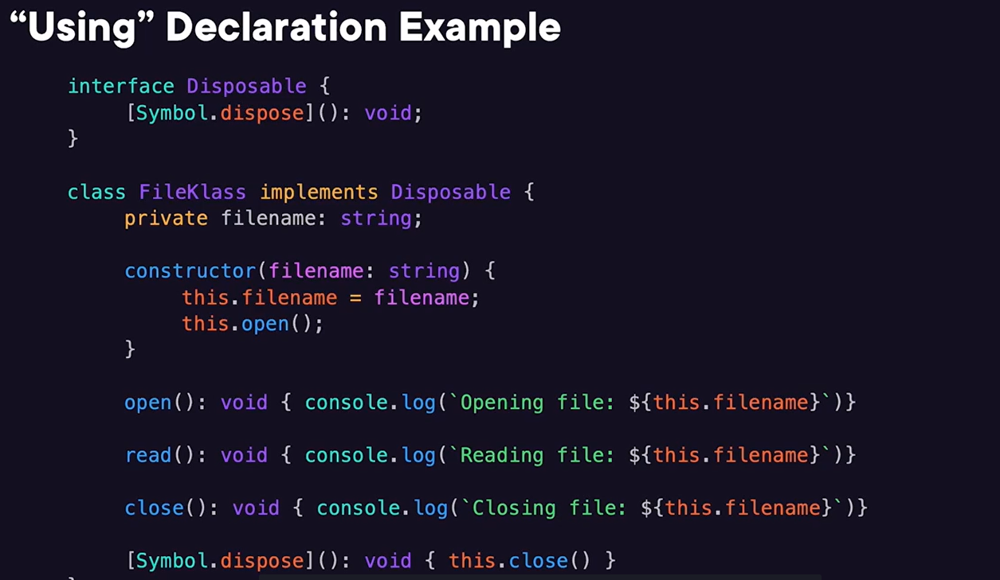 “Using” Declaration Example
interface Disposable {
[Symbol.dispose](): void;
}
class FileKlass implements Disposable {
private filename: string;
constructor(filename: string) {
this.filename = filename;
this.open();
}
open(): void { console.log(`Opening file: ${this.filename}`)}
read(): void { console.log(`Reading file: ${this.filename}`)}
close(): void { console.log(`Closing file: ${this.filename}`)}
[Symbol.dispose](): void { this.close() }
}